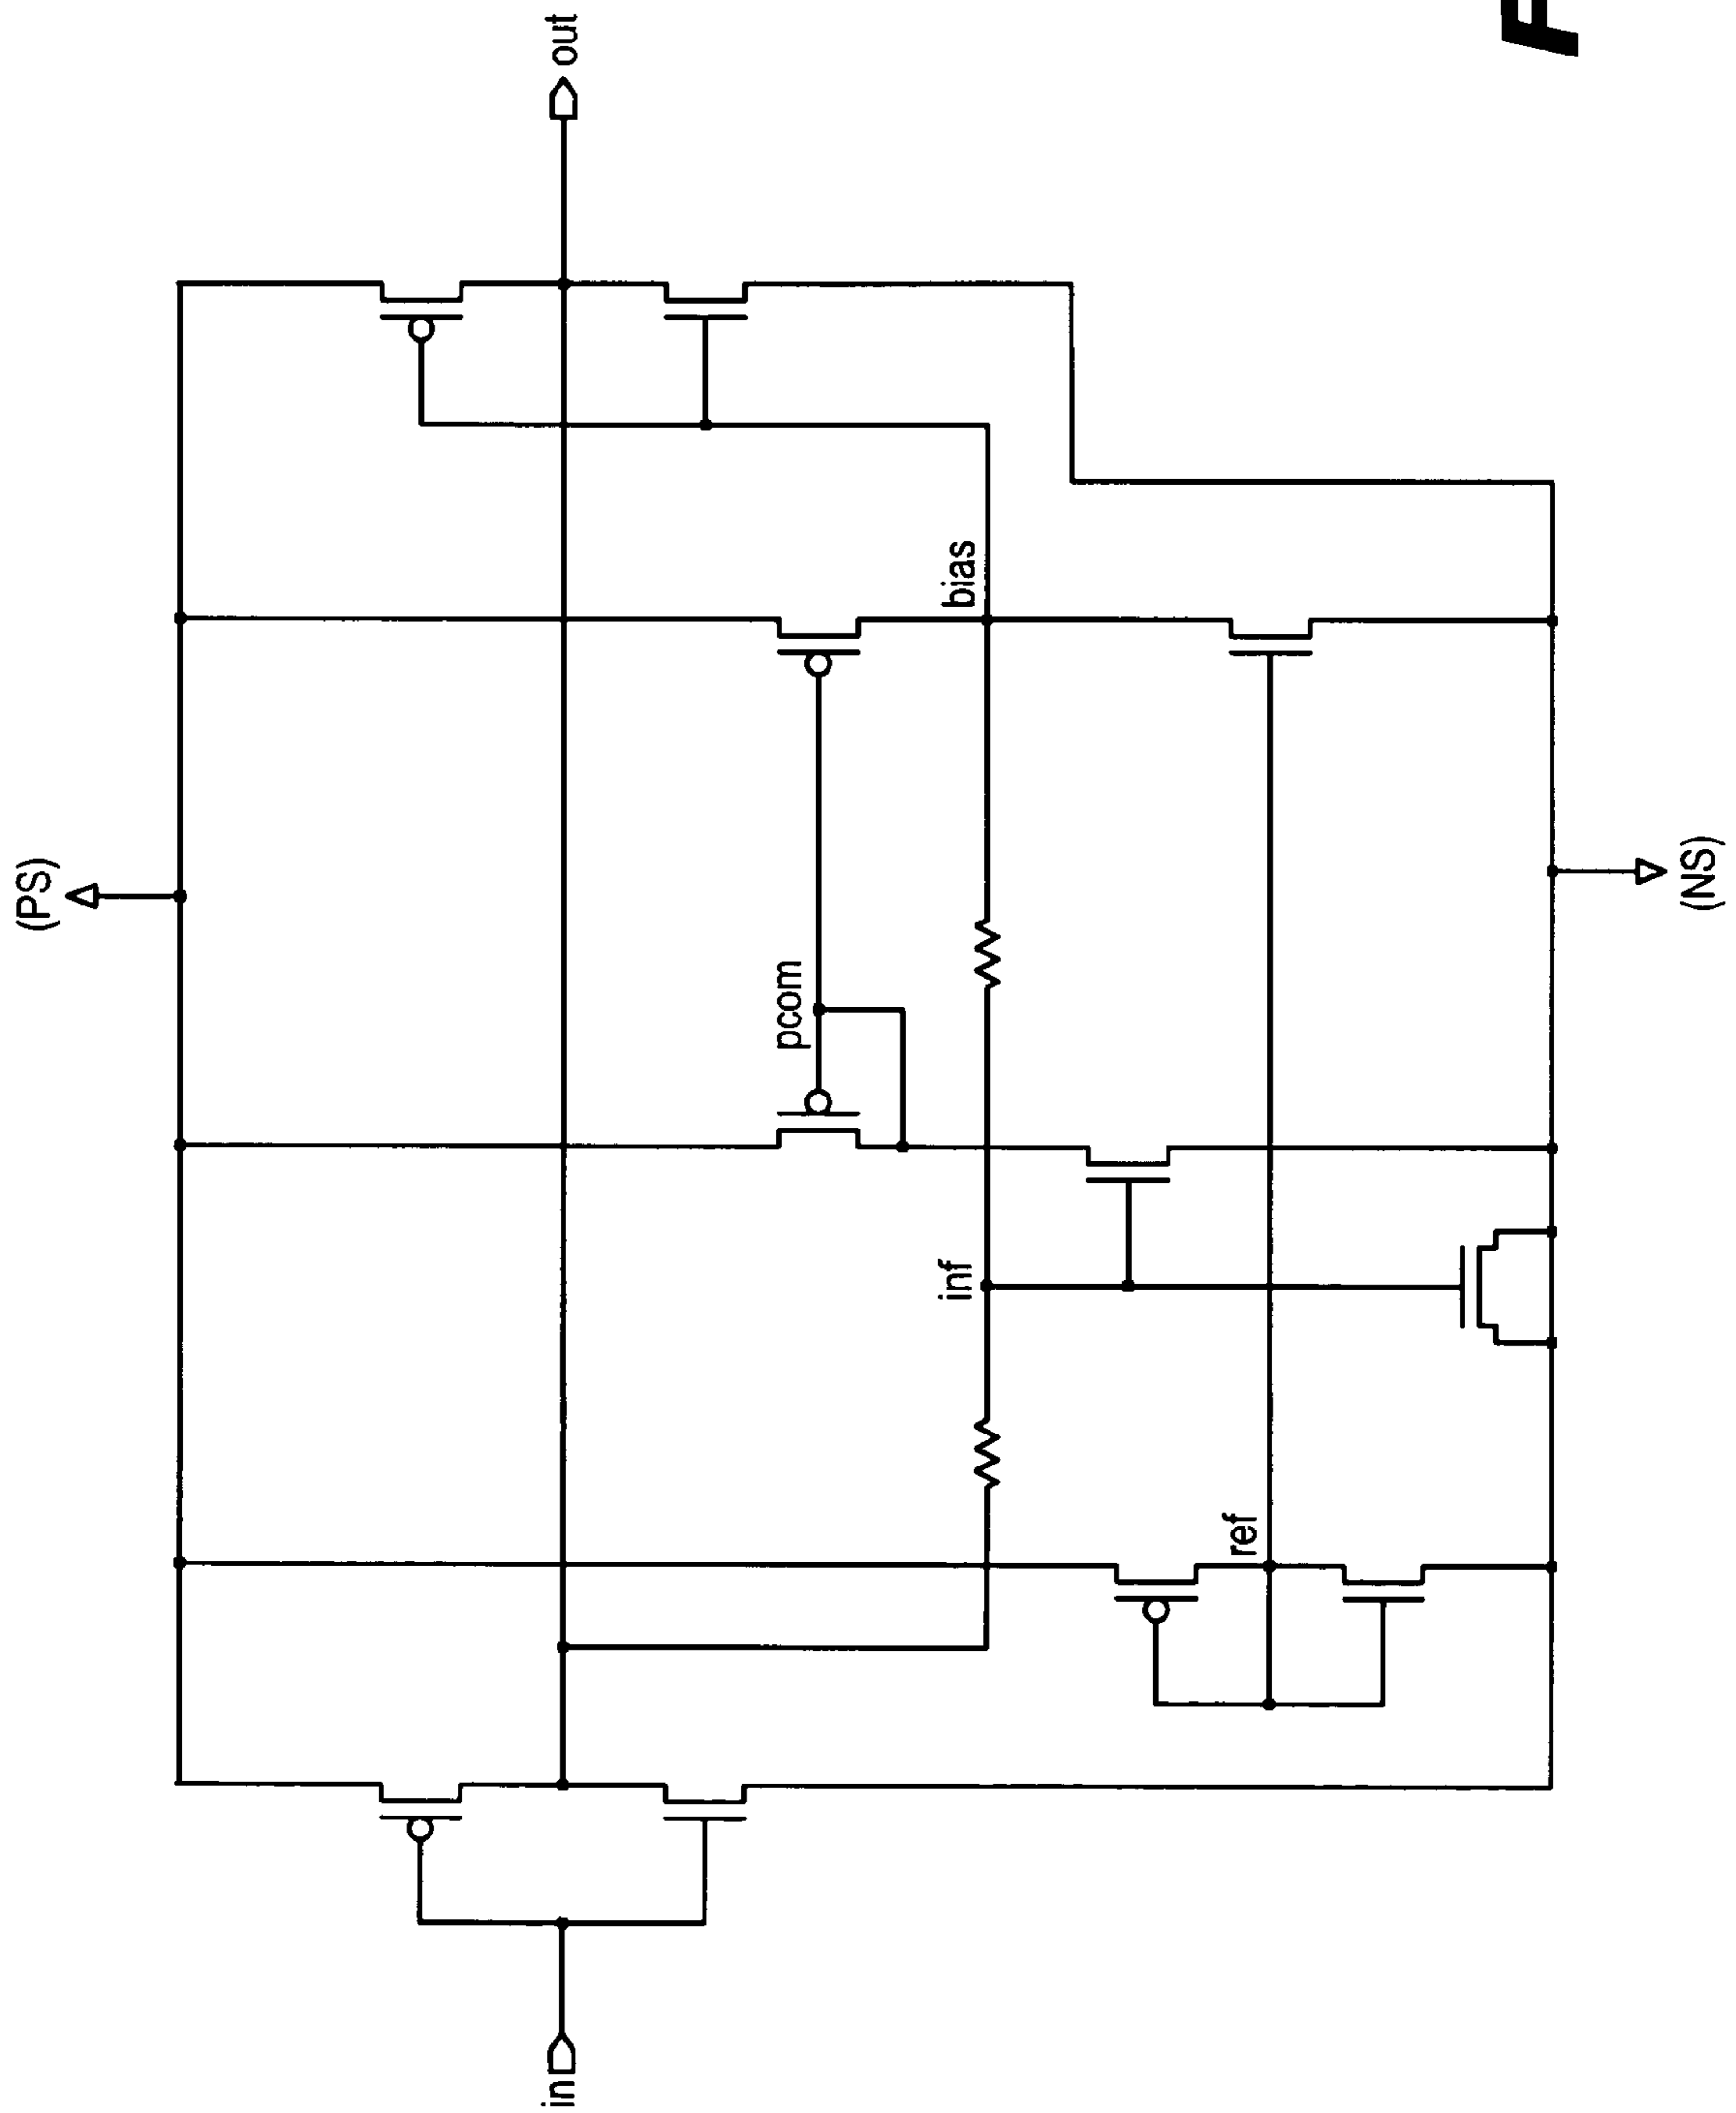 (PS)
out
bias
pcom
inf
ref
in
(NS)
F